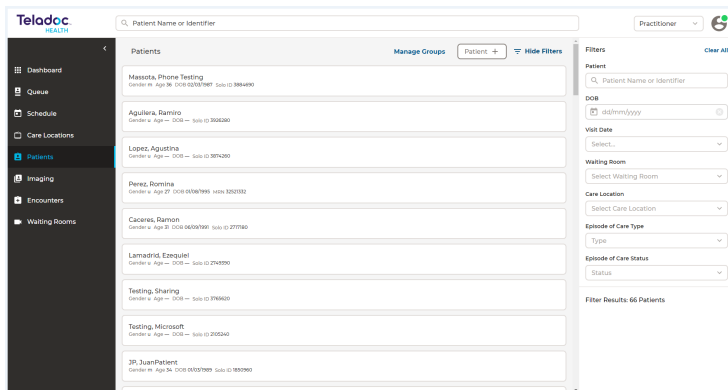 Teladoc
HEALTH
Patient Name or Identifier
Practitioner
Dashboard
Queue
Schedule
Care Locations
Patients
Imaging
Encounters
Waiting Rooms
Patients
Manage Groups
Patient +
Hide Filters
Massota, Phone Testing
Gender m Age 36 DOB 02/03/1987 Solo ID 3884690
Aguilera, Ramiro
Gender u Age — DOB — Solo ID 3926280
Lopez, Agustina
Gender u Age — DOB — Solo ID 3874260
Perez, Romina
Gender u Age 27 DOB 01/08/1995 MRN 32521332
Caceres, Ramon
Gender u Age 31 DOB 06/09/1991 Solo ID 2717180
Lamadrid, Ezequiel
Gender u Age — DOB — Solo ID 2745590
Testing, Sharing
Gender u Age — DOB — Solo ID 3765620
Testing, Microsoft
Gender u Age — DOB — Solo ID 2105240
JP, JuanPatient
Gender m Age 34 DOB 01/03/1989 Solo ID 1850960
Filters
Clear All
Patient
Patient Name or Identifier
DOB
dd/mm/yyyy
Visit Date
Select...
Waiting Room
Select Waiting Room
Care Location
Select Care Location
Episode of Care Type
Type
Episode of Care Status
Status
Filter Results: 66 Patients